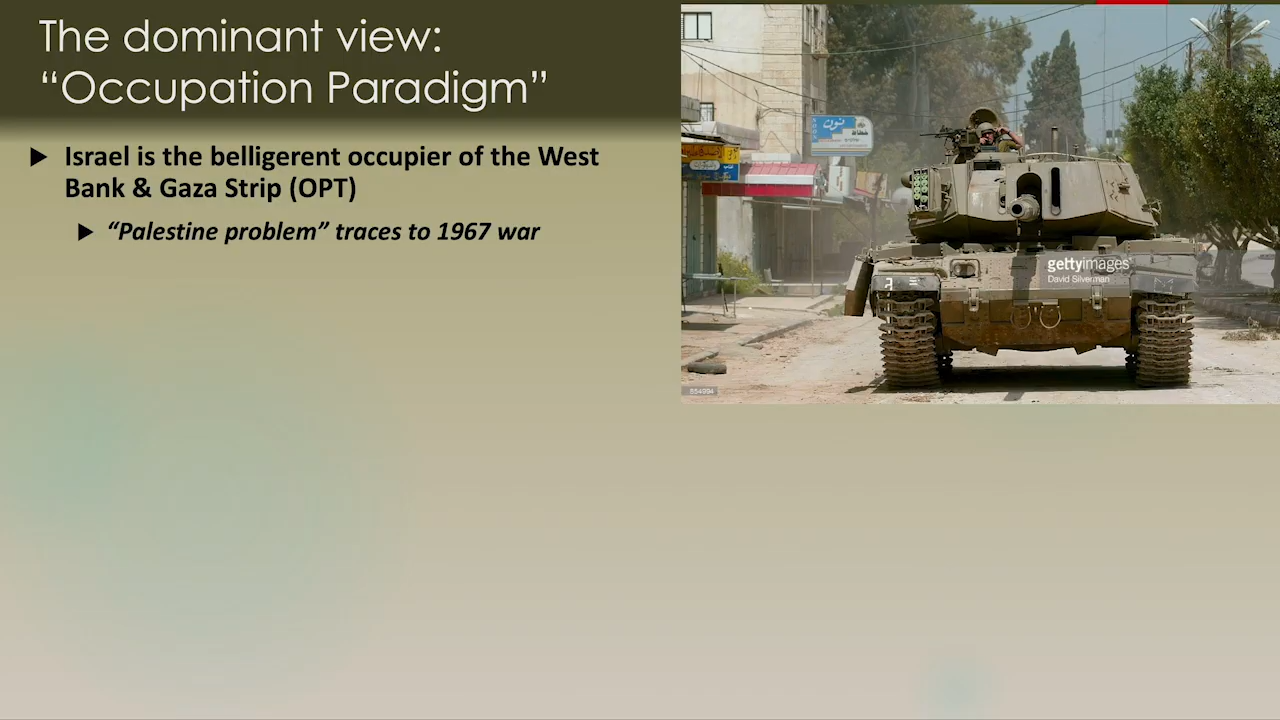 The dominant view:
“Occupation Paradigm”
▶ Israel is the belligerent occupier of the West
Bank & Gaza Strip (OPT)
▶ “Palestine problem” traces to 1967 war
نون
gettyimages®
David Silverman